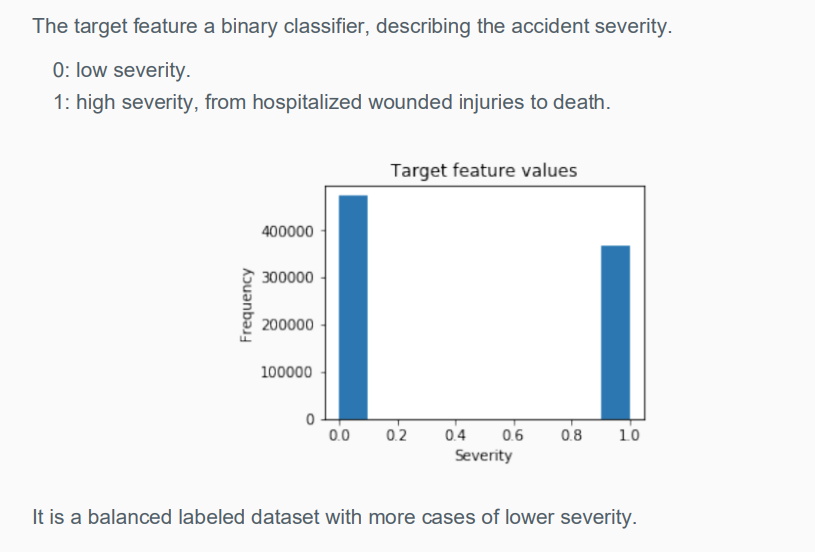 The target feature a binary classifier, describing the accident severity.
0: low severity.
1: high severity, from hospitalized wounded injuries to death.
Target feature values
400000
300000
200000
100000
0
Frequency
0.0 0.2 0.4 0.6 0.8 1.0
Severity
It is a balanced labeled dataset with more cases of lower severity.